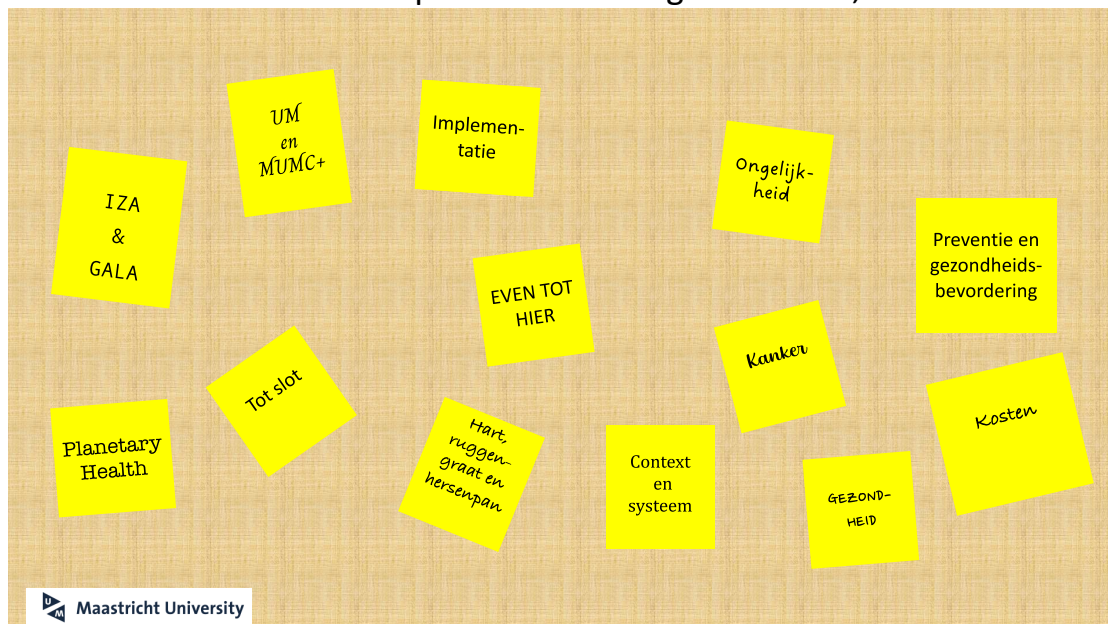 UM
en
MUMC+
Implemen-
tatie
Ongelijk-
heid
IZA
&
GALA
Preventie en
gezondheids-
bevordering
EVEN TOT
HIER
Kanker
Tot slot
Kosten
Planetary
Health
Hart,
ruggen-
graat en
hersenpan
Context
en
systeem
GEZOND-
HEID
UM
Maastricht University